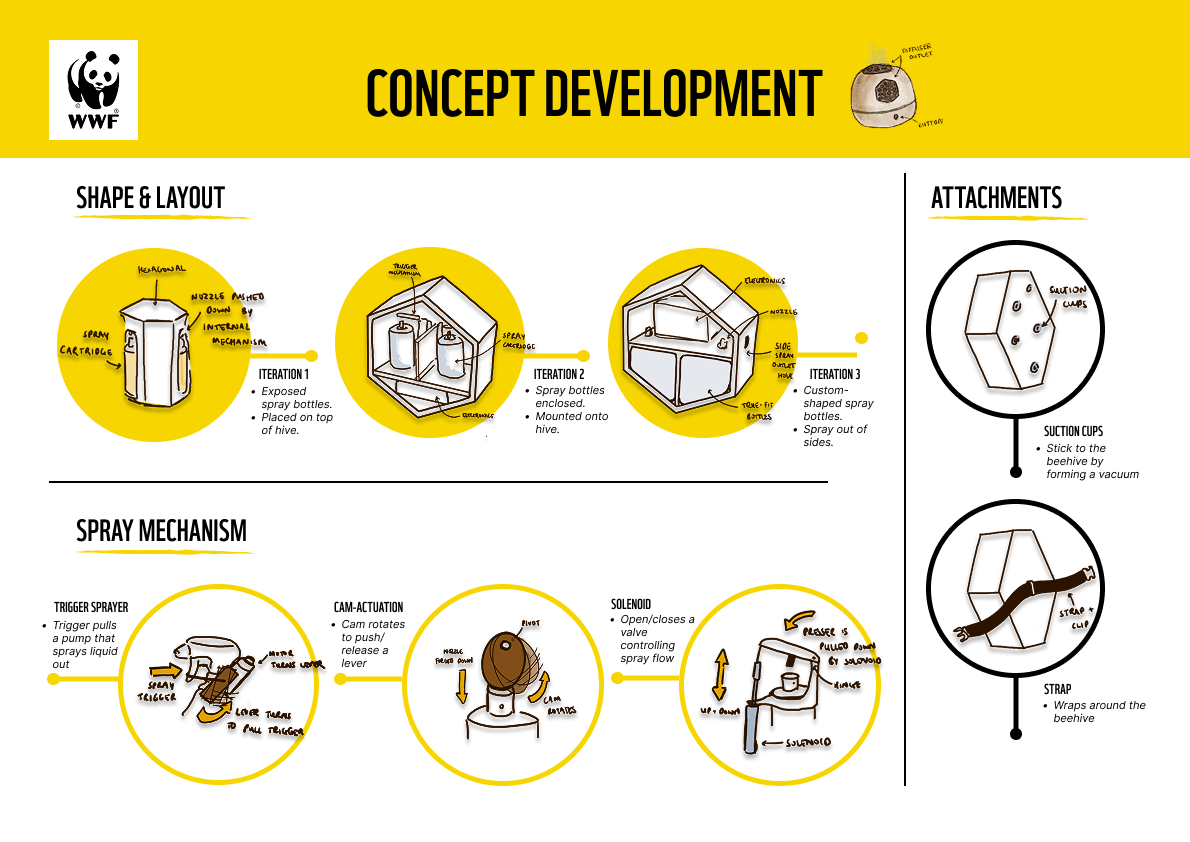 WWF
CONCEPT DEVELOPMENT
DIFFUSER
OUTLET
BUTTON
SHAPE & LAYOUT
HEXAGONAL
NOZZLE PUSHED
DOWN BY
INTERNAL
MECHANISM
SPRAY
CARTRIDGE
ITERATION 1
• Exposed
spray bottles.
• Placed on top
of hive.
TRIGGER
MECHANISM
SPRAY
CARTRIDGE
ELECTRONICS
ITERATION 2
• Spray bottles
enclosed.
• Mounted onto
hive.
ELECTRONICS
NOZZLE
SIDE
SPRAY
OUTLET
HOLE
TRUE-FIT
BOTTLES
ITERATION 3
• Custom-
shaped spray
bottles.
• Spray out of
sides.
SPRAY MECHANISM
TRIGGER SPRAYER
• Trigger pulls
a pump that
sprays liquid
out
MOTOR
TURNS LEVER
SPRAY
TRIGGER
LEVER TURNS
TO PULL TRIGGER
CAM-ACTUATION
• Cam rotates
to push/
release a
lever
PIVOT
NOZZLE
FORCED DOWN
CAM
ROTATES
SOLENOID
• Open/closes a
valve
controlling
spray flow
PRESSER IS
PULLED DOWN
BY SOLENOID
HINGE
UP + DOWN
SOLENOID
ATTACHMENTS
SUCTION
CUPS
SUCTION CUPS
• Stick to the
beehive by
forming a vacuum
STRAP +
CLIP
STRAP
• Wraps around the
beehive